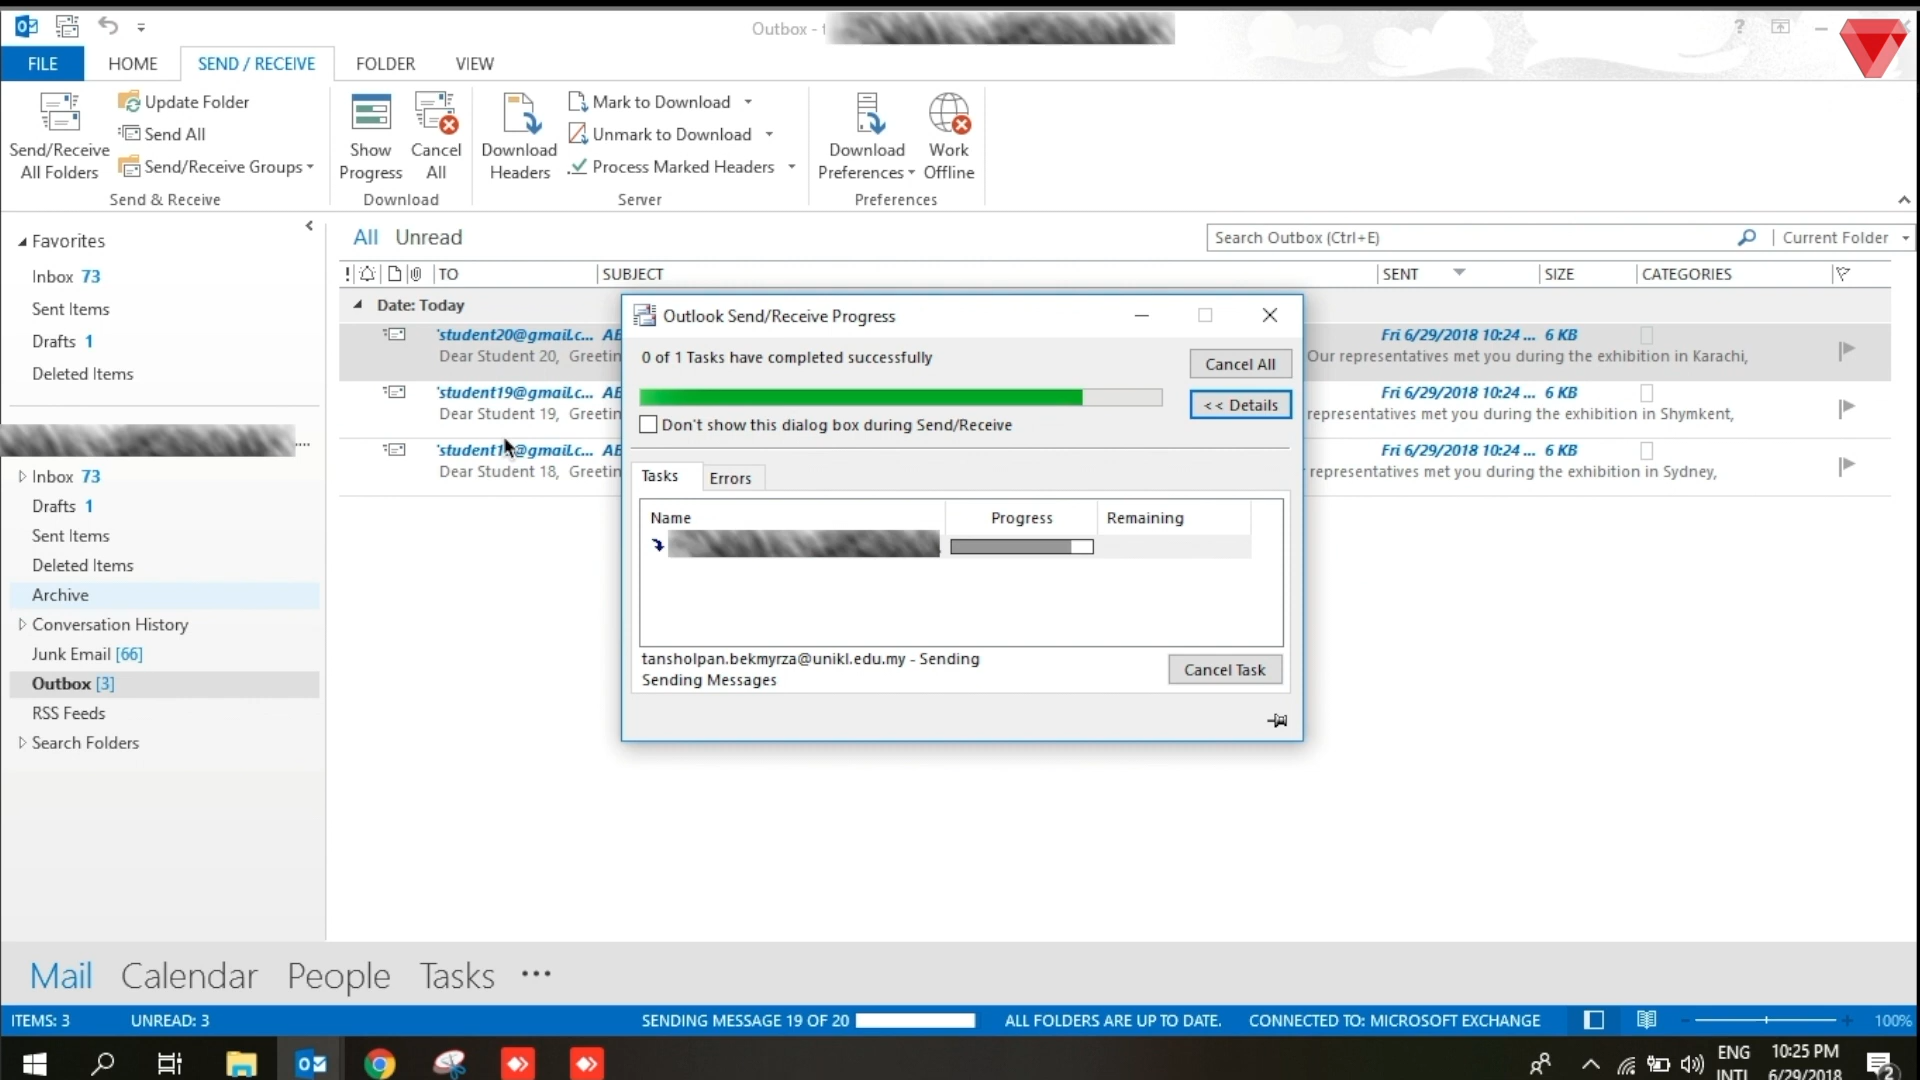 Outbox -
?
FILE
HOME
SEND / RECEIVE
FOLDER
VIEW
Send/Receive
All Folders
Update Folder
Send All
Send/Receive Groups
Send & Receive
Show
Progress
Cancel
All
Download
Download
Headers
Mark to Download
Unmark to Download
Process Marked Headers
Server
Download
Preferences
Work
Offline
Preferences
Favorites
Inbox 73
Sent Items
Drafts 1
Deleted Items
....
Inbox 73
Drafts 1
Sent Items
Deleted Items
Archive
Conversation History
Junk Email [66]
Outbox [3]
RSS Feeds
Search Folders
All Unread
Search Outbox (Ctrl+E)
Current Folder
! TO SUBJECT SENT SIZE CATEGORIES
Date: Today
'student20@gmail.c... AB Fri 6/29/2018 10:24 ... 6 KB
Dear Student 20, Greetin Our representatives met you during the exhibition in Karachi,
'student19@gmail.c... AB Fri 6/29/2018 10:24 ... 6 KB
Dear Student 19, Greetin representatives met you during the exhibition in Shymkent,
@gmail.c... AB Fri 6/29/2018 10:24 ... 6 KB
Dear Student 18, Greetin representatives met you during the exhibition in Sydney,
Outlook Send/Receive Progress
0 of 1 Tasks have completed successfully
Cancel All
<< Details
Don't show this dialog box during Send/Receive
Tasks Errors
Name Progress Remaining
tansholpan.bekmyrza@unikl.edu.my - Sending
Sending Messages
Cancel Task
Mail Calendar People Tasks ...
ITEMS: 3 UNREAD: 3 SENDING MESSAGE 19 OF 20 ALL FOLDERS ARE UP TO DATE. CONNECTED TO: MICROSOFT EXCHANGE 100%
ENG
INTL
10:25 PM
6/29/2018
2